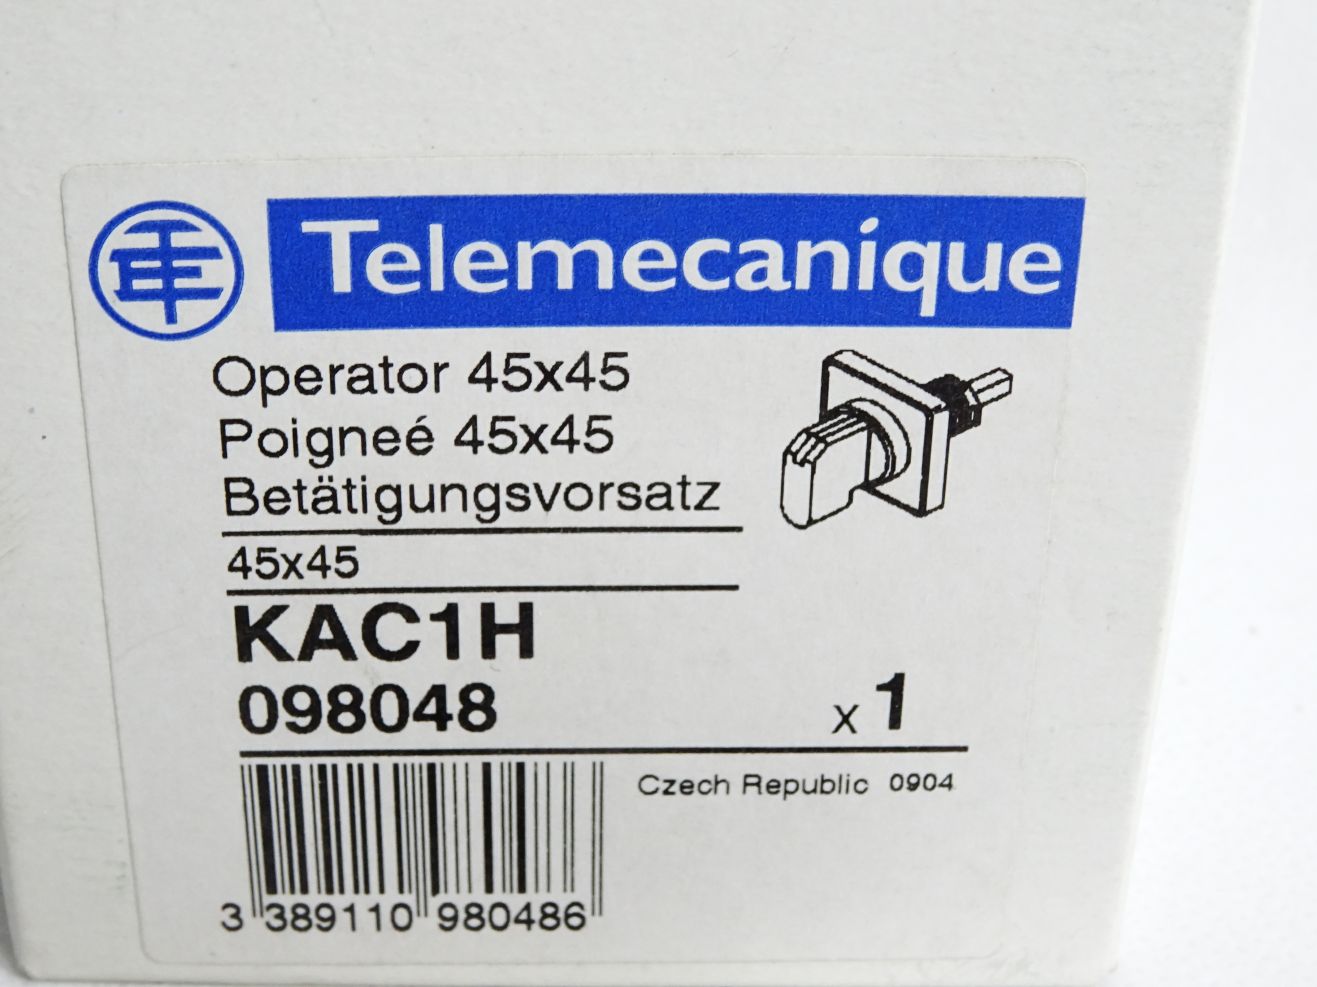 Telemecanique
Operator 45x45
Poigneé 45x45
Betätigungsvorsatz
45x45
KAC1H
098048
x 1
Czech Republic 0904
3 389110 980486